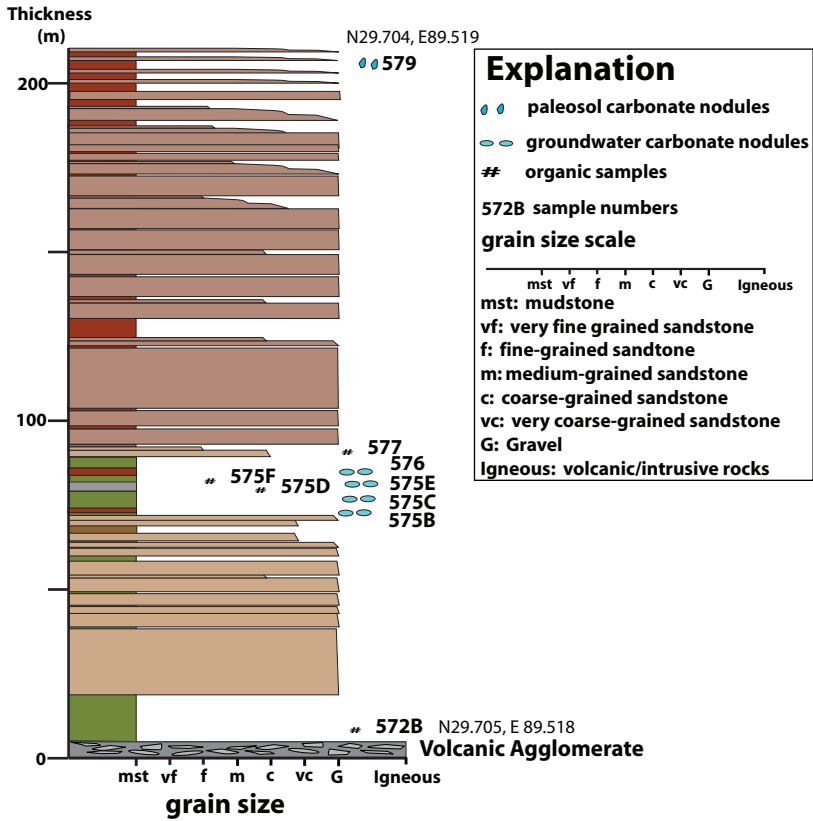 Thickness
(m)
N29.704, E89.519
579
200
100
577
576
575F
575E
575D
575C
575B
572B N29.705, E 89.518
Volcanic Agglomerate
0
mst vf f m c vc G Igneous
grain size
Explanation
paleosol carbonate nodules
groundwater carbonate nodules
# organic samples
572B sample numbers
grain size scale
mst vf f m c vc G Igneous
mst: mudstone
vf: very fine grained sandstone
f: fine-grained sandtone
m: medium-grained sandstone
c: coarse-grained sandstone
vc: very coarse-grained sandstone
G: Gravel
Igneous: volcanic/intrusive rocks